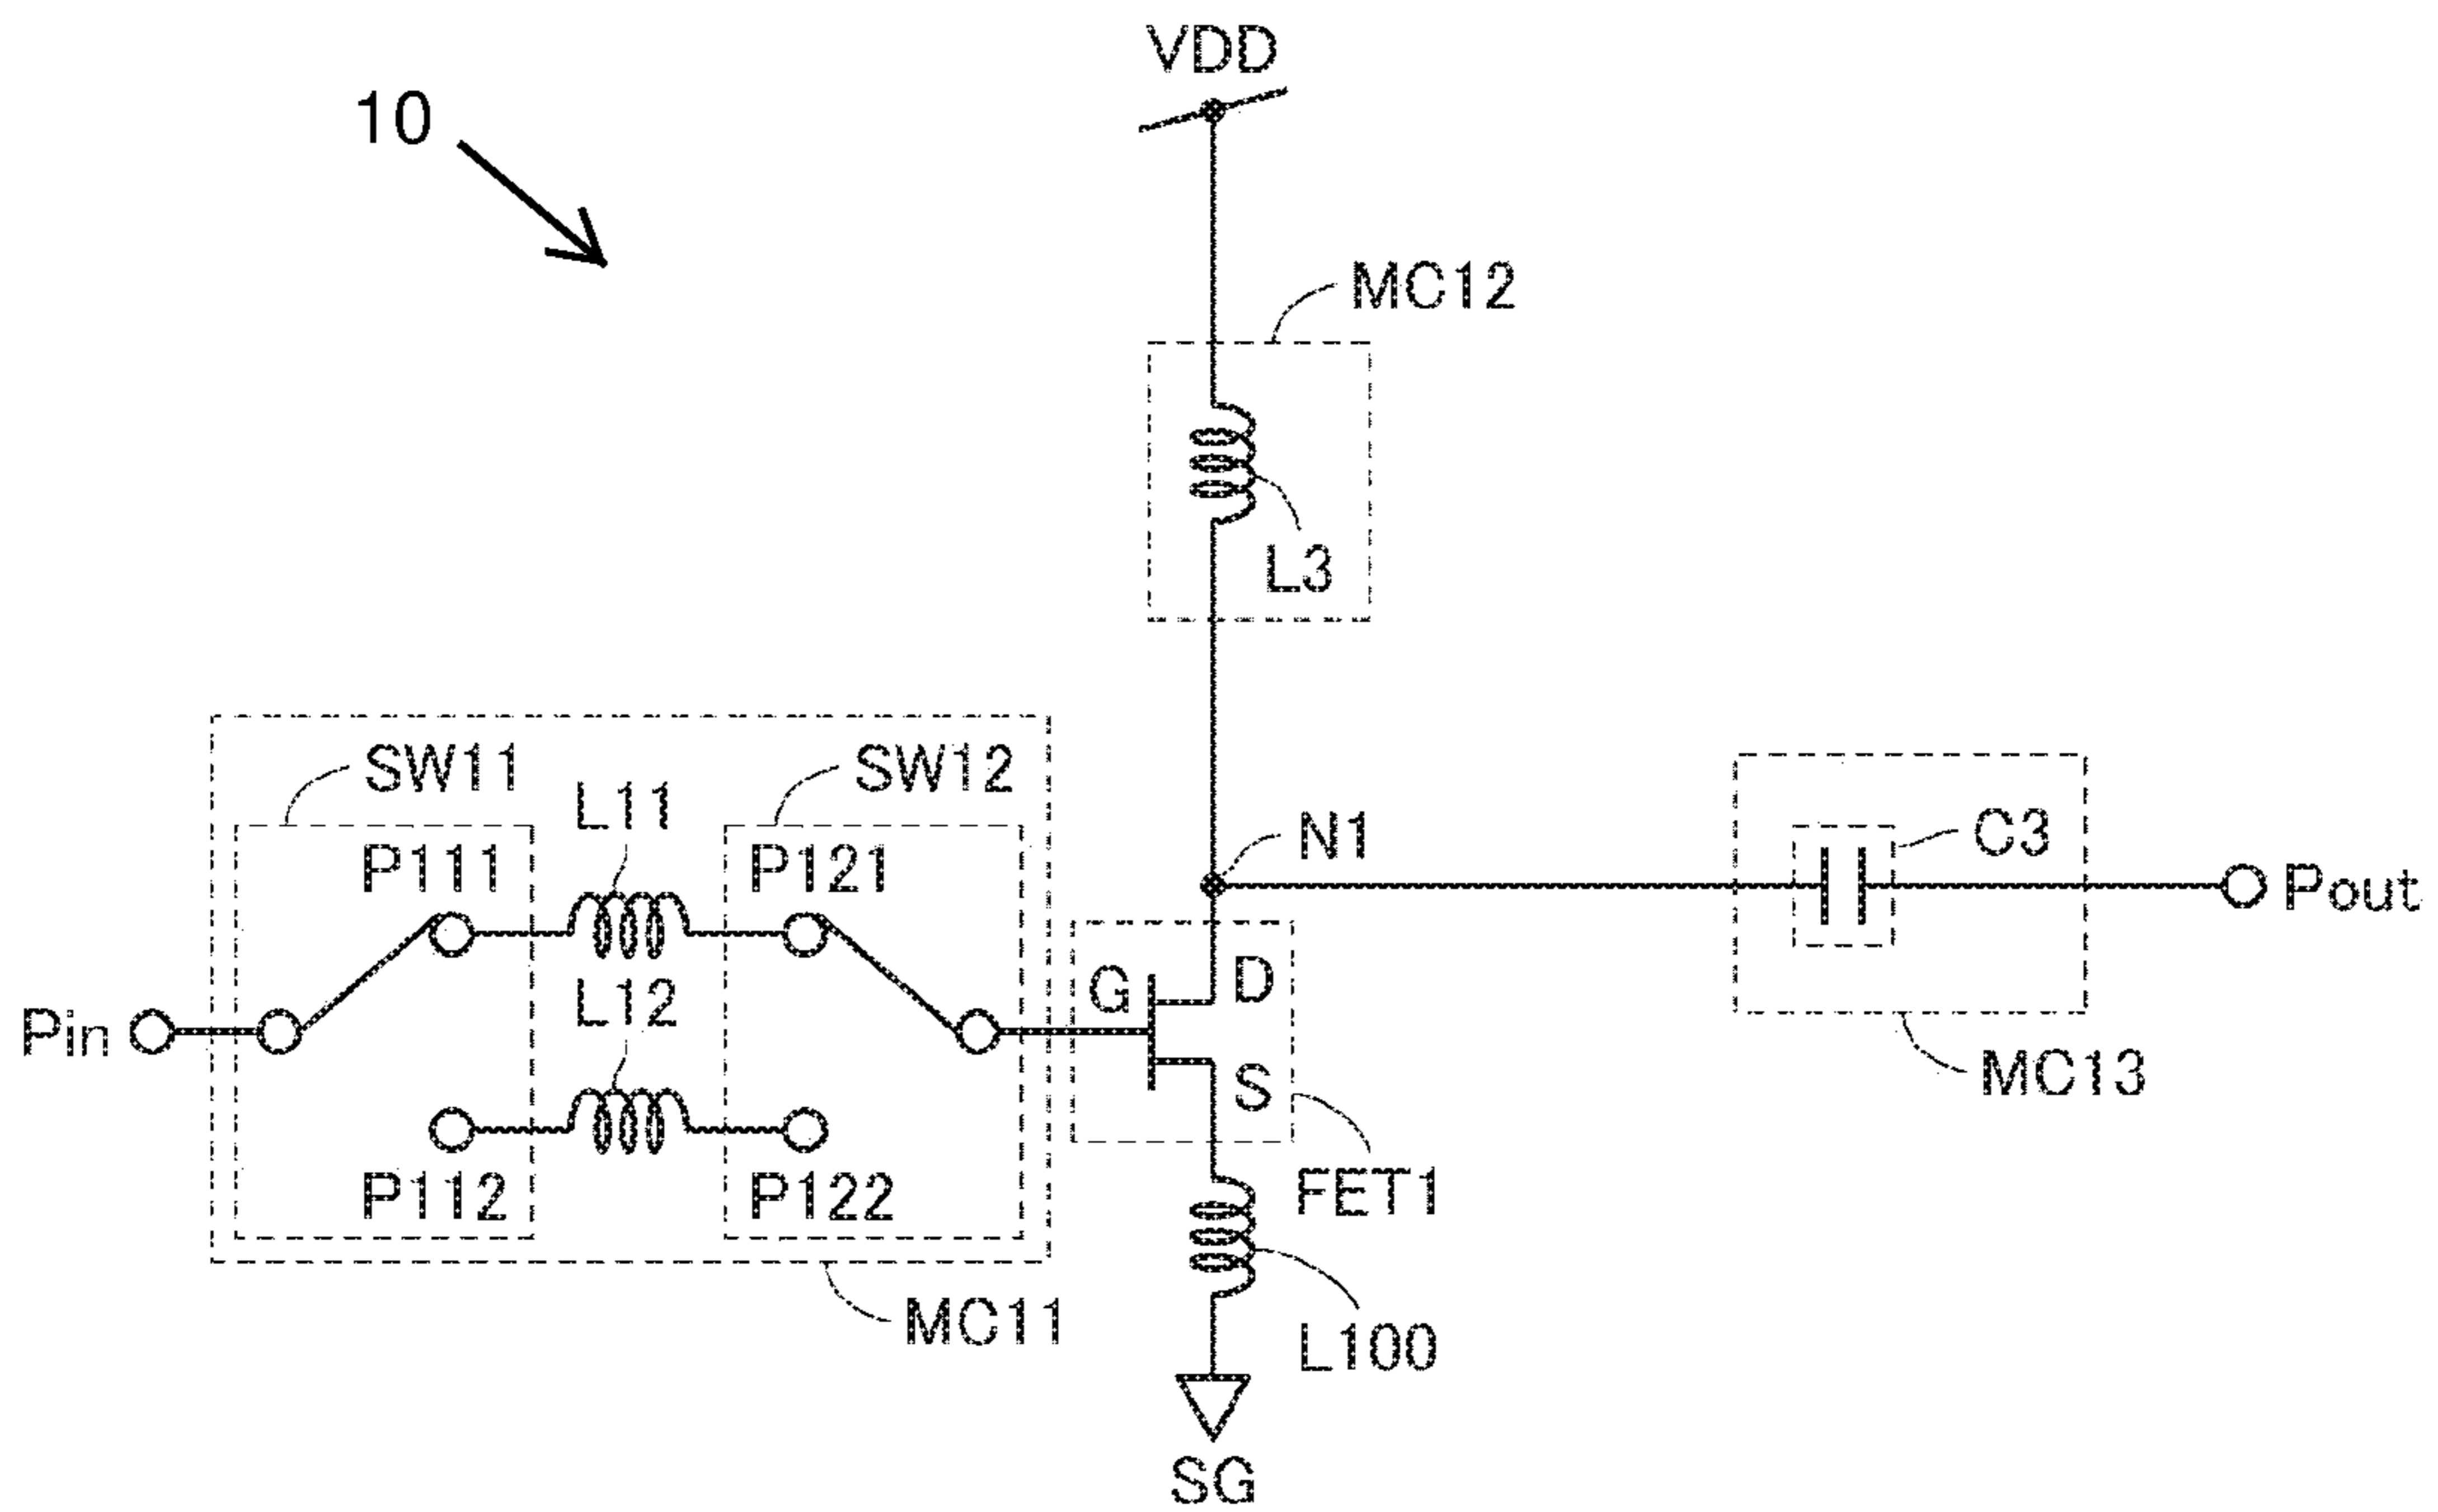 VDD
10
MC12
L3
SW11
L11
SW12
P111
P121
N1
C3
Pout
G
D
L12
Pin
S
MC13
P112
P122
FET1
MC11
L100
SG